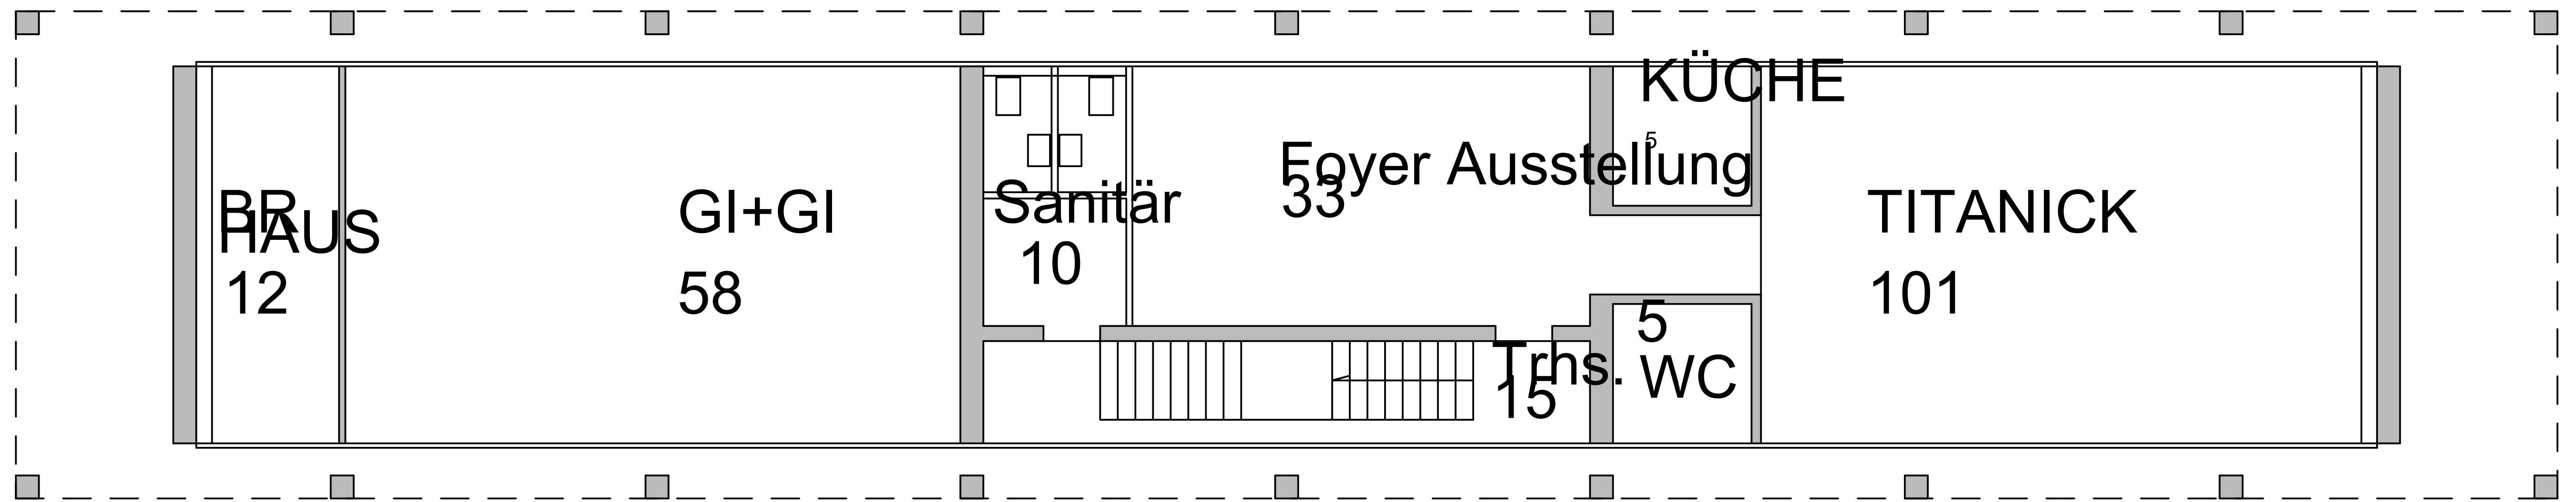 BR
HAUS
12
GI+GI
58
Sanitär
10
Foyer Ausstellung
33
KÜCHE
5
Trhs.
15
5
WC
TITANICK
101